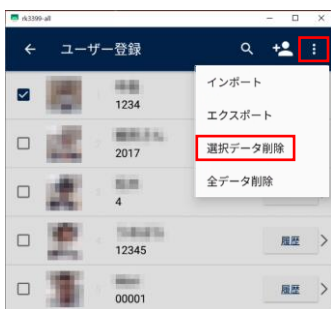 rk3399-all
ユーザー登録
インポート
エクスポート
選択データ削除
全データ削除
1234
2017
4
12345
履歴
00001
履歴